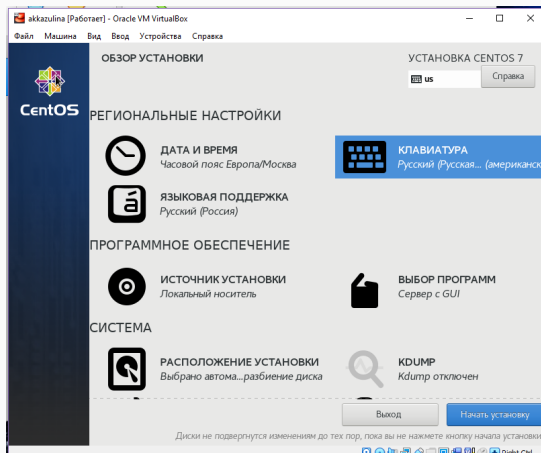 akkazulina [Работает] - Oracle VM VirtualBox
Файл Машина Вид Ввод Устройства Справка
ОБЗОР УСТАНОВКИ
УСТАНОВКА CENTOS 7
us
Справка
CentOS
РЕГИОНАЛЬНЫЕ НАСТРОЙКИ
ДАТА И ВРЕМЯ
Часовой пояс Европа/Москва
КЛАВИАТУРА
Русский (Русская... (американск
ЯЗЫКОВАЯ ПОДДЕРЖКА
Русский (Россия)
ПРОГРАММНОЕ ОБЕСПЕЧЕНИЕ
ИСТОЧНИК УСТАНОВКИ
Локальный носитель
ВЫБОР ПРОГРАММ
Сервер с GUI
СИСТЕМА
РАСПОЛОЖЕНИЕ УСТАНОВКИ
Выбрано автома...разбиение диска
KDUMP
Kdump отключен
Выход
Начать установку
Диски не подвергнутся изменениям до тех пор, пока вы не нажмете кнопку начала установки
Right Ctrl